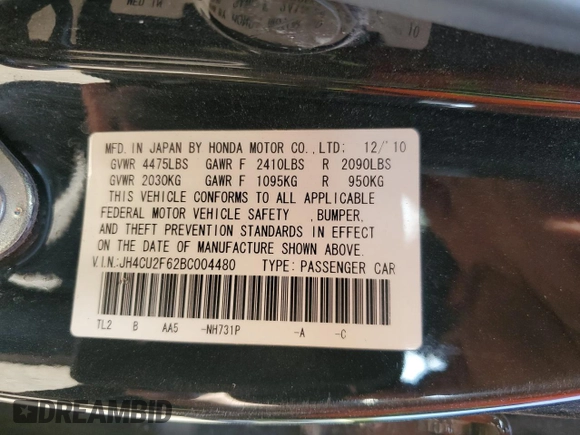 MFD. IN JAPAN BY HONDA MOTOR CO.,LTD: 12/'10
GVWR 4475LBS GAWR F 2410LBS R 2090LBS
GVWR 2030KG GAWR F 1095KG R 950KG
THIS VEHICLE CONFORMS TO ALL APPLICABLE
FEDERAL MOTOR VEHICLE SAFETY ,BUMPER,
AND THEFT PREVENTION STANDARDS IN EFFECT
ON THE DATE OF MANUFACTURE SHOWN ABOVE.
V.I.N:JH4CU2F62BC004480 TYPE: PASSENGER CAR
TL2 B AA5 -NH731P -A -C
DREAMBID